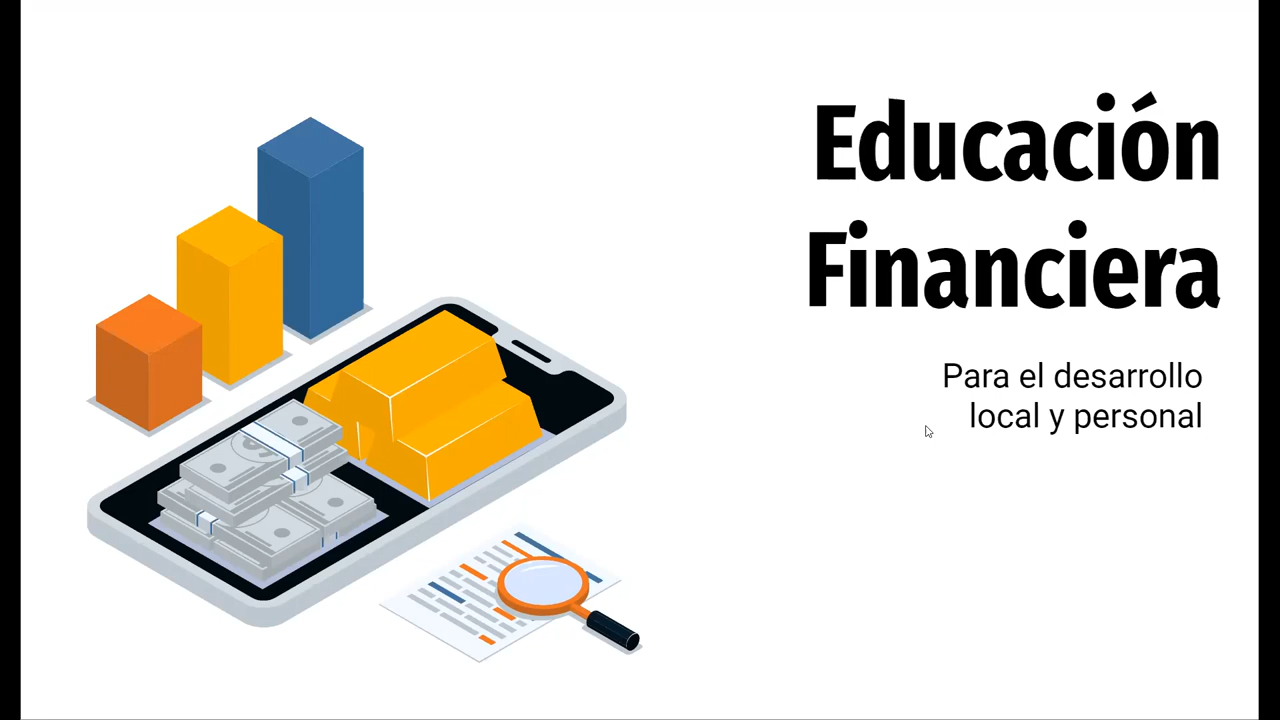 Educación
Financiera
Para el desarrollo
local y personal